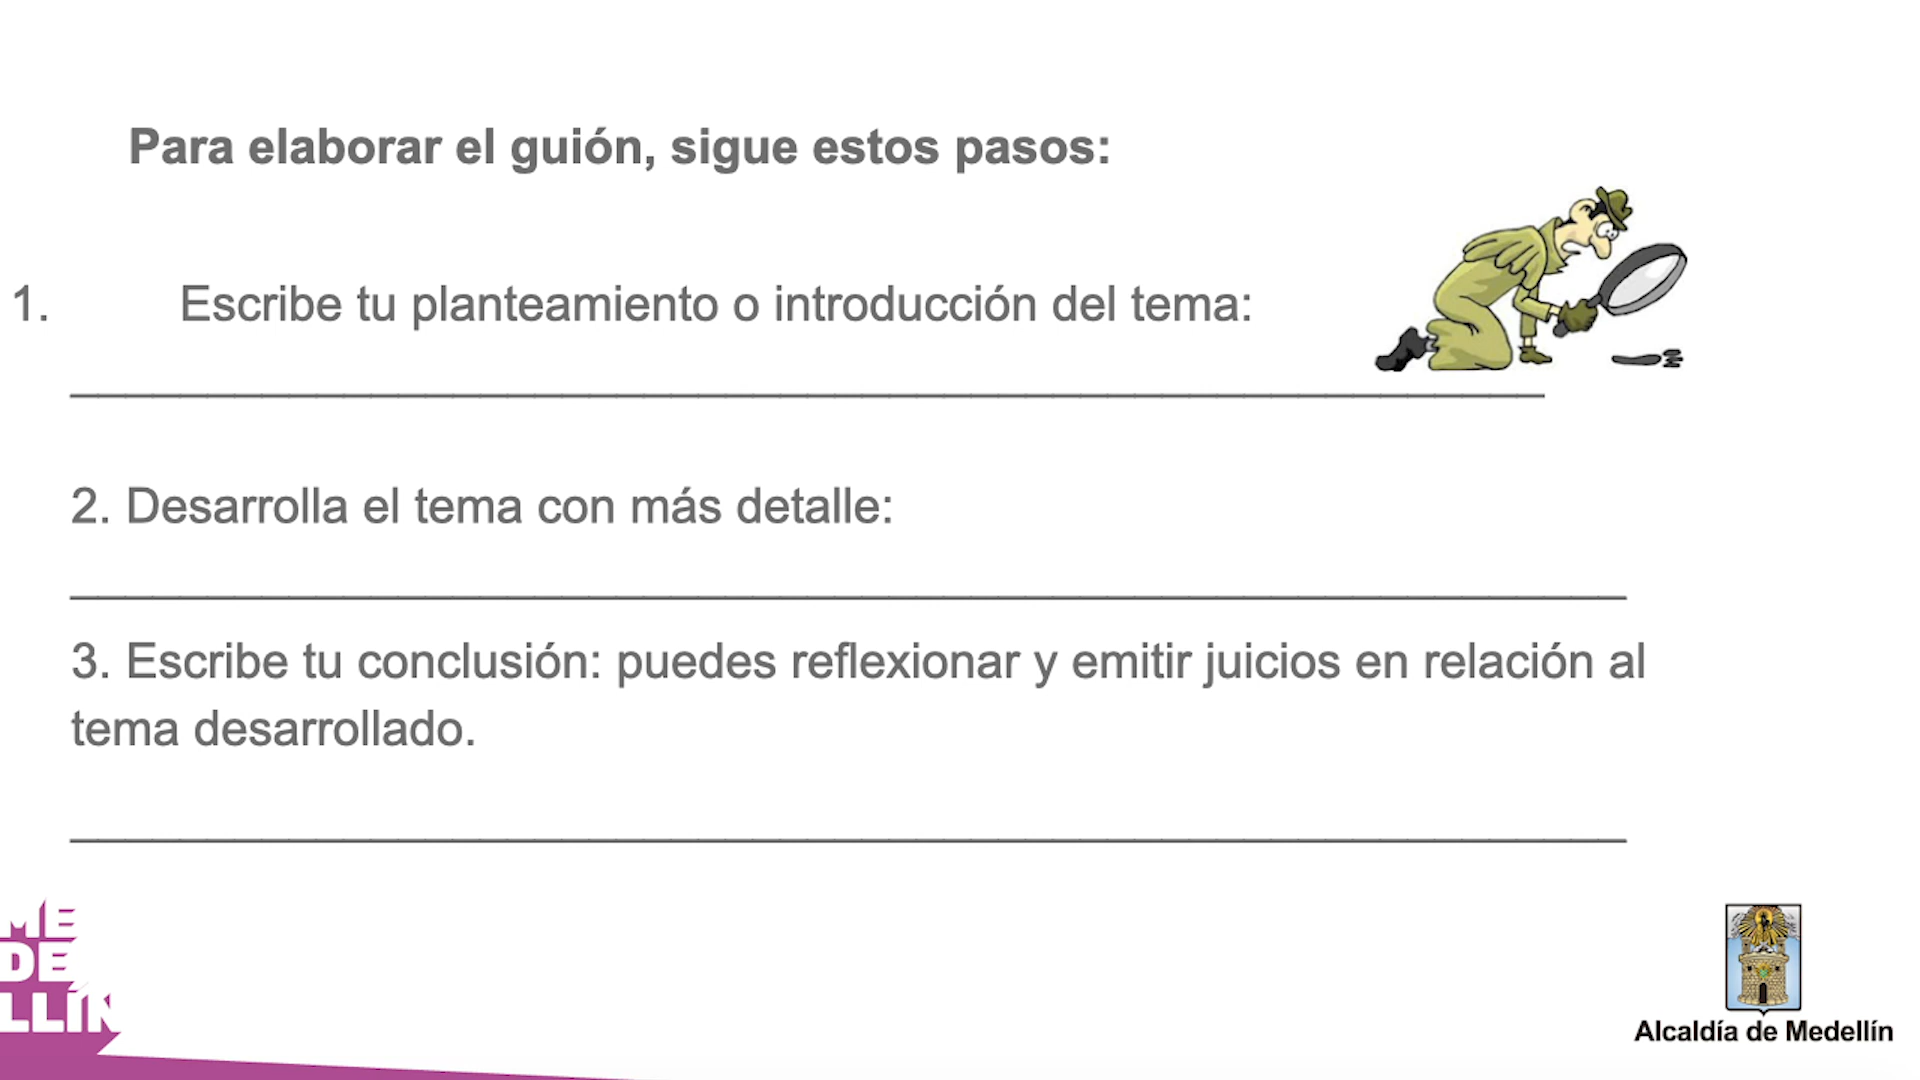 Para elaborar el guión, sigue estos pasos:
1. Escribe tu planteamiento o introducción del tema:
2. Desarrolla el tema con más detalle:
3. Escribe tu conclusión: puedes reflexionar y emitir juicios en relación al
tema desarrollado.
ME
DE
LLÍN
Alcaldía de Medellín